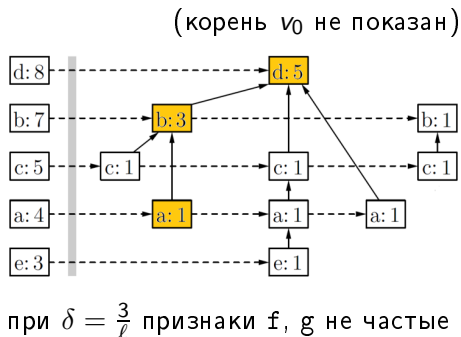 (корень v₀ не показан)
d:8 d:5
b:7 b:3 b:1
c:5 c:1 c:1 c:1
a:4 a:1 a:1 a:1
e:3 e:1
при δ = 3/ℓ признаки f, g не частые